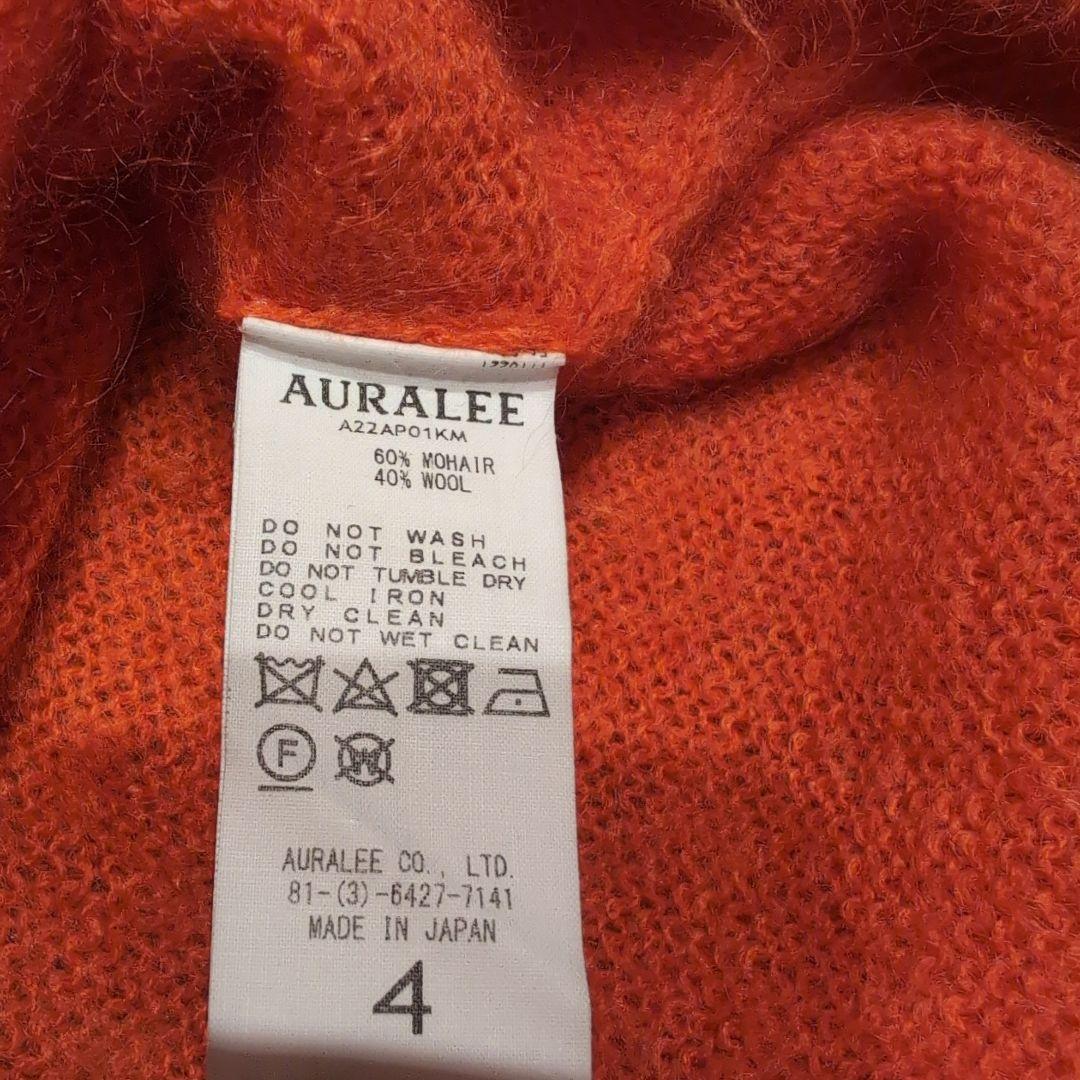 AURALEE
A22AP01KM
60% MOHAIR
40% WOOL
DO NOT WASH
DO NOT BLEACH
DO NOT TUMBLE DRY
COOL IRON
DRY CLEAN
DO NOT WET CLEAN
F W
AURALEE CO., LTD.
81-(3)-6427-7141
MADE IN JAPAN
4